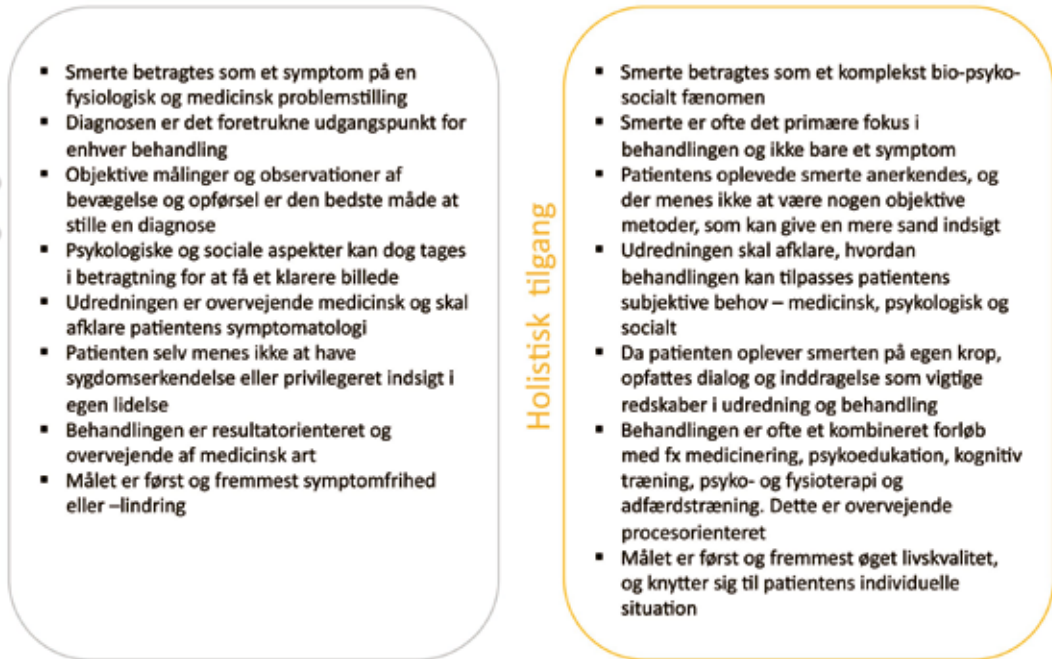 ▪ Smerte betragtes som et symptom på en
fysiologisk og medicinsk problemstilling
▪ Diagnosen er det foretrukne udgangspunkt for
enhver behandling
▪ Objektive målinger og observationer af
bevægelse og opførsel er den bedste måde at
stille en diagnose
▪ Psykologiske og sociale aspekter kan dog tages
i betragtning for at få et klarere billede
▪ Udredningen er overvejende medicinsk og skal
afklare patientens symptomatologi
▪ Patienten selv menes ikke at have
sygdomserkendelse eller privilegeret indsigt i
egen lidelse
▪ Behandlingen er resultatorienteret og
overvejende af medicinsk art
▪ Målet er først og fremmest symptomfrihed
eller –lindring
Holistisk tilgang
▪ Smerte betragtes som et komplekst bio-psyko-
socialt fænomen
▪ Smerte er ofte det primære fokus i
behandlingen og ikke bare et symptom
▪ Patientens oplevede smerte anerkendes, og
der menes ikke at være nogen objektive
metoder, som kan give en mere sand indsigt
▪ Udredningen skal afklare, hvordan
behandlingen kan tilpasses patientens
subjektive behov – medicinsk, psykologisk og
socialt
▪ Da patienten oplever smerten på egen krop,
opfattes dialog og inddragelse som vigtige
redskaber i udredning og behandling
▪ Behandlingen er ofte et kombineret forløb
med fx medicinering, psykoedukation, kognitiv
træning, psyko- og fysioterapi og
adfærdstræning. Dette er overvejende
procesorienteret
▪ Målet er først og fremmest øget livskvalitet,
og knytter sig til patientens individuelle
situation